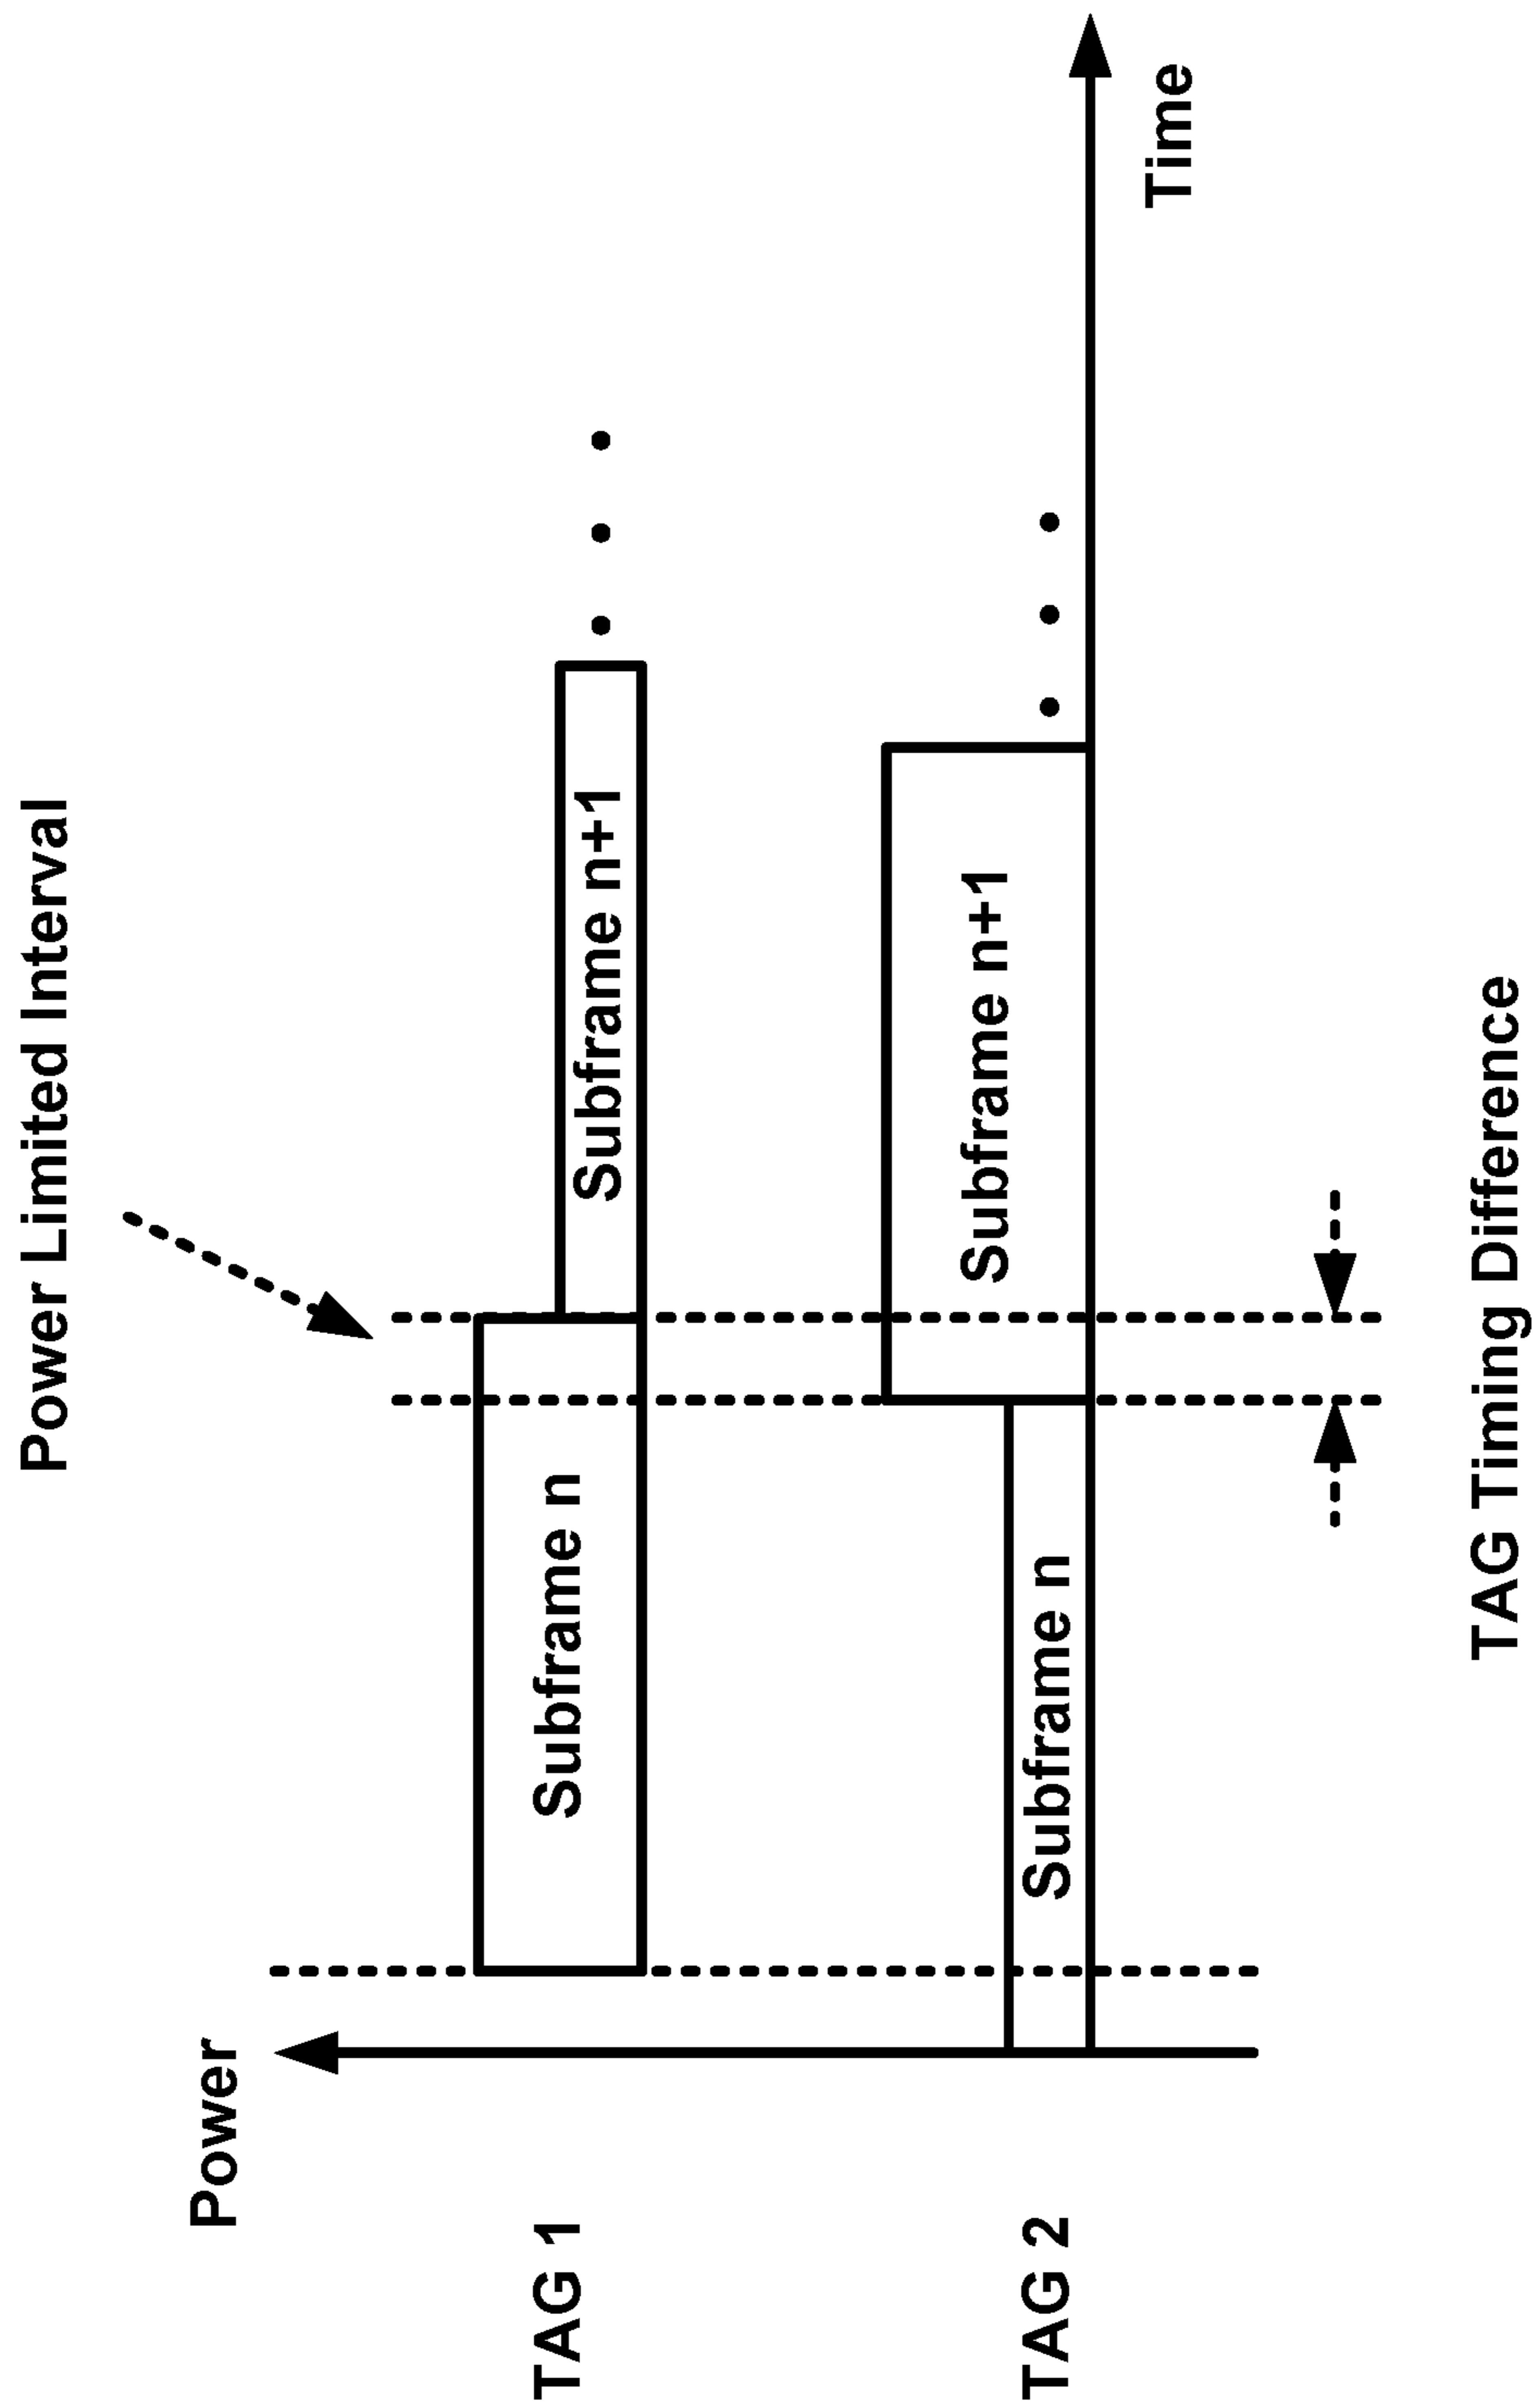 Power Limited Interval
Power
TAG 1
Subframe n
Subframe n+1
TAG 2
Subframe n
Subframe n+1
Time
TAG Timing Difference